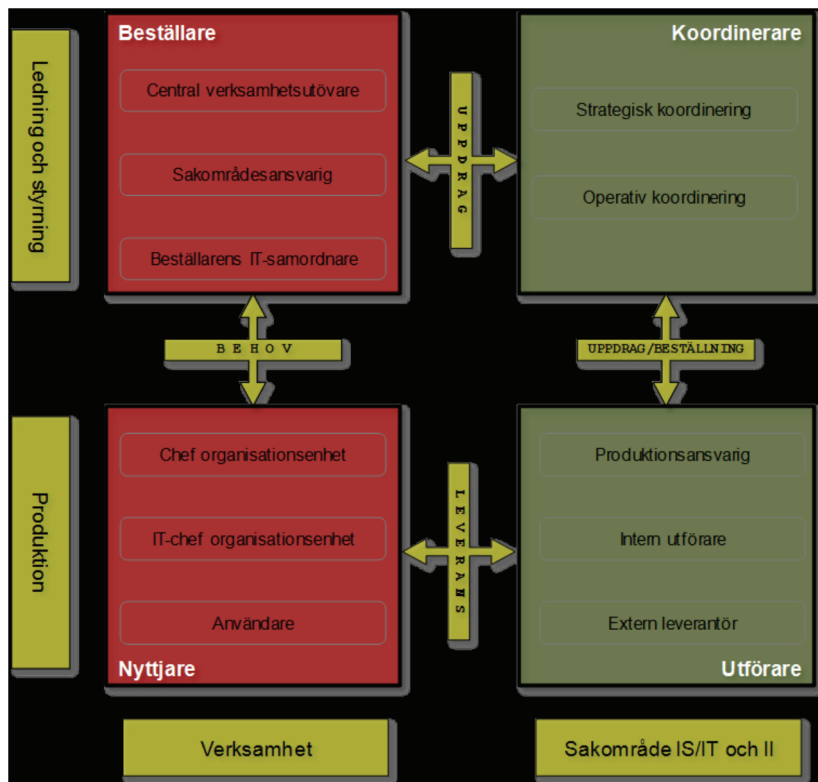 Ledning och styrning
Beställare
Central verksamhetsutövare
Sakområdesansvarig
Beställarens IT-samordnare
UPPDRAG
Koordinerare
Strategisk koordinering
Operativ koordinering
BEHOV
UPPDRAG/BESTÄLLNING
Produktion
Chef organisationsenhet
IT-chef organisationsenhet
Användare
Nyttjare
LEVERANS
Produktionsansvarig
Intern utförare
Extern leverantör
Utförare
Verksamhet
Sakområde IS/IT och II